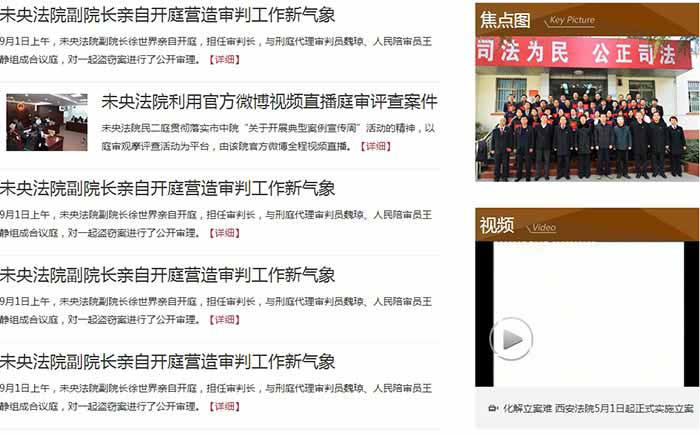 未央法院副院长亲自开庭营造审判工作新气象
9月1日上午，未央法院副院长徐世界亲自开庭，担任审判长，与刑庭代理审判员魏琼、人民陪审员王
静组成合议庭，对一起盗窃案进行了公开审理。【详细】
未央法院利用官方微博视频直播庭审评查案件
未央法院民二庭贯彻落实市中院“关于开展典型案例宣传周”活动的精神，以
庭审观摩评查活动为平台，由该院官方微博全程视频直播。【详细】
未央法院副院长亲自开庭营造审判工作新气象
9月1日上午，未央法院副院长徐世界亲自开庭，担任审判长，与刑庭代理审判员魏琼、人民陪审员王
静组成合议庭，对一起盗窃案进行了公开审理。【详细】
未央法院副院长亲自开庭营造审判工作新气象
9月1日上午，未央法院副院长徐世界亲自开庭，担任审判长，与刑庭代理审判员魏琼、人民陪审员王
静组成合议庭，对一起盗窃案进行了公开审理。【详细】
未央法院副院长亲自开庭营造审判工作新气象
9月1日上午，未央法院副院长徐世界亲自开庭，担任审判长，与刑庭代理审判员魏琼、人民陪审员王
静组成合议庭，对一起盗窃案进行了公开审理。【详细】
焦点图 Key Picture
司法为民 公正司法
视频 Video
化解立案难 西安法院5月1日起正式实施立案